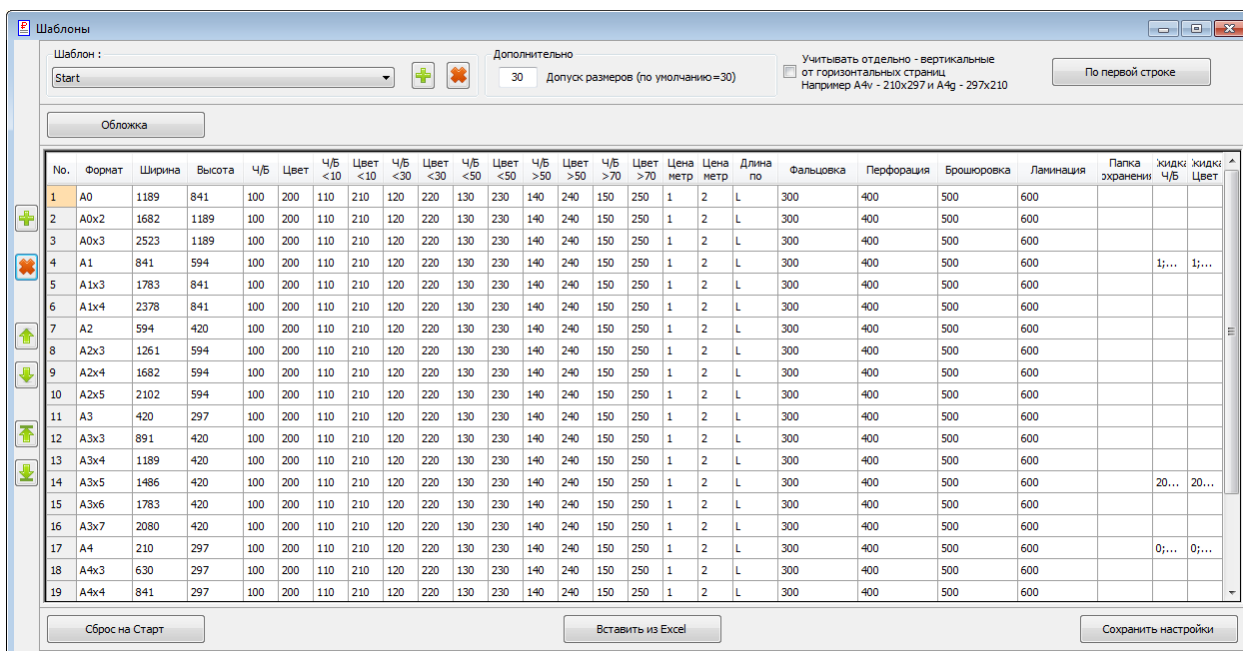 Шаблоны
Шаблон :
Start
Дополнительно
30 Допуск размеров (по умолчанию=30)
Учитывать отдельно - вертикальные
от горизонтальных страниц
Например A4v - 210x297 и A4g - 297x210
По первой строке
Обложка
No. Формат Ширина Высота Ч/Б Цвет Ч/Б <10 Цвет <10 Ч/Б <30 Цвет <30 Ч/Б <50 Цвет <50 Ч/Б >50 Цвет >50 Ч/Б >70 Цвет >70 Цена метр Цена метр Длина по Фальцовка Перфорация Брошюровка Ламинация Папка охранения кидка Ч/Б кидка Цвет
1 A0 1189 841 100 200 110 210 120 220 130 230 140 240 150 250 1 2 L 300 400 500 600
2 A0x2 1682 1189 100 200 110 210 120 220 130 230 140 240 150 250 1 2 L 300 400 500 600
3 A0x3 2523 1189 100 200 110 210 120 220 130 230 140 240 150 250 1 2 L 300 400 500 600
4 A1 841 594 100 200 110 210 120 220 130 230 140 240 150 250 1 2 L 300 400 500 600 1;... 1;...
5 A1x3 1783 841 100 200 110 210 120 220 130 230 140 240 150 250 1 2 L 300 400 500 600
6 A1x4 2378 841 100 200 110 210 120 220 130 230 140 240 150 250 1 2 L 300 400 500 600
7 A2 594 420 100 200 110 210 120 220 130 230 140 240 150 250 1 2 L 300 400 500 600
8 A2x3 1261 594 100 200 110 210 120 220 130 230 140 240 150 250 1 2 L 300 400 500 600
9 A2x4 1682 594 100 200 110 210 120 220 130 230 140 240 150 250 1 2 L 300 400 500 600
10 A2x5 2102 594 100 200 110 210 120 220 130 230 140 240 150 250 1 2 L 300 400 500 600
11 A3 420 297 100 200 110 210 120 220 130 230 140 240 150 250 1 2 L 300 400 500 600
12 A3x3 891 420 100 200 110 210 120 220 130 230 140 240 150 250 1 2 L 300 400 500 600
13 A3x4 1189 420 100 200 110 210 120 220 130 230 140 240 150 250 1 2 L 300 400 500 600
14 A3x5 1486 420 100 200 110 210 120 220 130 230 140 240 150 250 1 2 L 300 400 500 600 20... 20...
15 A3x6 1783 420 100 200 110 210 120 220 130 230 140 240 150 250 1 2 L 300 400 500 600
16 A3x7 2080 420 100 200 110 210 120 220 130 230 140 240 150 250 1 2 L 300 400 500 600
17 A4 210 297 100 200 110 210 120 220 130 230 140 240 150 250 1 2 L 300 400 500 600 0;... 0;...
18 A4x3 630 297 100 200 110 210 120 220 130 230 140 240 150 250 1 2 L 300 400 500 600
19 A4x4 841 297 100 200 110 210 120 220 130 230 140 240 150 250 1 2 L 300 400 500 600
Сброс на Старт
Вставить из Excel
Сохранить настройки